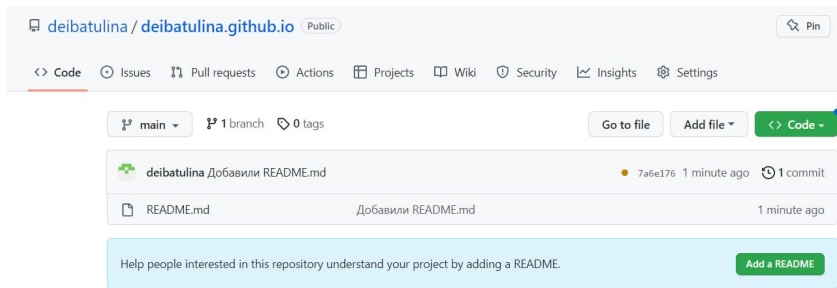 deibatulina / deibatulina.github.io Public Pin
Code Issues Pull requests Actions Projects Wiki Security Insights Settings
main 1 branch 0 tags Go to file Add file Code
deibatulina Добавили README.md 7a6e176 1 minute ago 1 commit
README.md Добавили README.md 1 minute ago
Help people interested in this repository understand your project by adding a README. Add a README